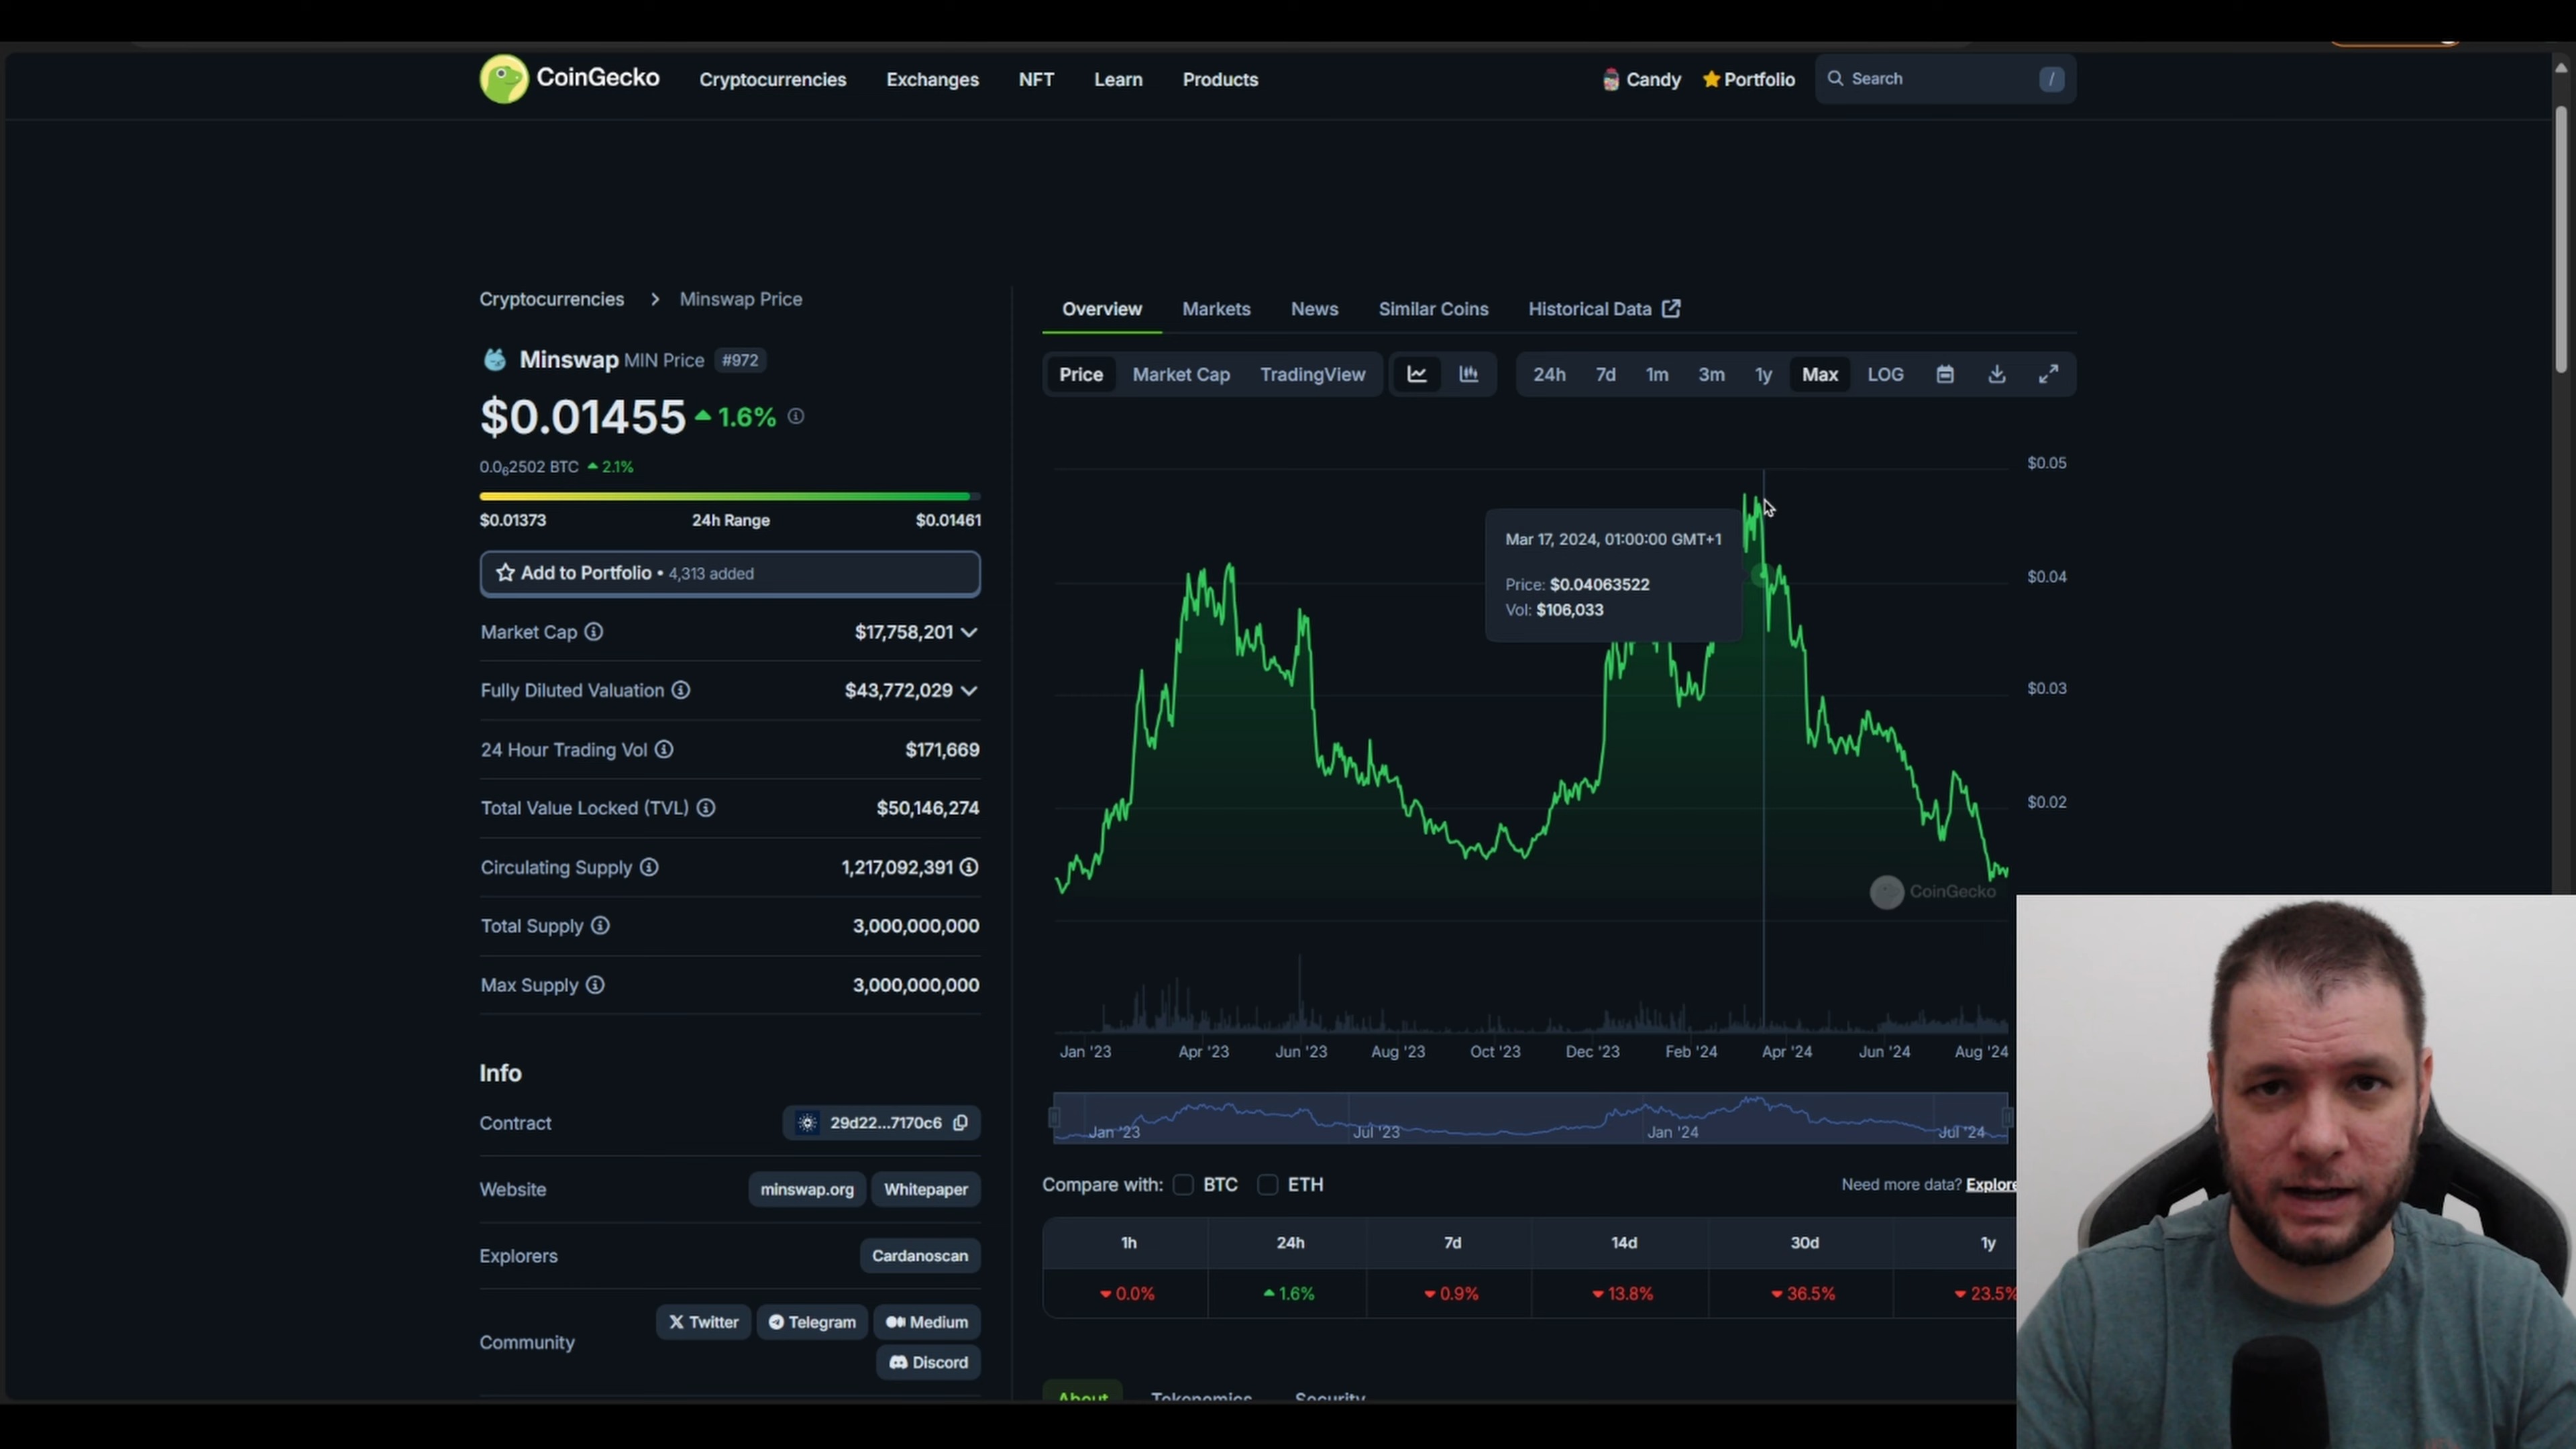 CoinGecko Cryptocurrencies Exchanges NFT Learn Products Candy Portfolio Search /
Cryptocurrencies > Minswap Price
Minswap MIN Price #972
$0.01455 1.6%
0.0₆2502 BTC 2.1%
$0.01373 24h Range $0.01461
Add to Portfolio • 4,313 added
Market Cap $17,758,201
Fully Diluted Valuation $43,772,029
24 Hour Trading Vol $171,669
Total Value Locked (TVL) $50,146,274
Circulating Supply 1,217,092,391
Total Supply 3,000,000,000
Max Supply 3,000,000,000
Info
Contract 29d22...7170c6
Website minswap.org Whitepaper
Explorers Cardanoscan
Community X Twitter Telegram Medium
Discord
Overview Markets News Similar Coins Historical Data
Price Market Cap TradingView 24h 7d 1m 3m 1y Max LOG
$0.05
$0.04
$0.03
$0.02
Mar 17, 2024, 01:00:00 GMT+1
Price: $0.04063522
Vol: $106,033
CoinGecko
Jan '23 Apr '23 Jun '23 Aug '23 Oct '23 Dec '23 Feb '24 Apr '24 Jun '24 Aug '24
Jan '23 Jul '23 Jan '24 Jul '24
Compare with: BTC ETH Need more data? Explore
1h 24h 7d 14d 30d 1y
0.0% 1.6% 0.9% 13.8% 36.5% 23.5%
About Tokenomics Security